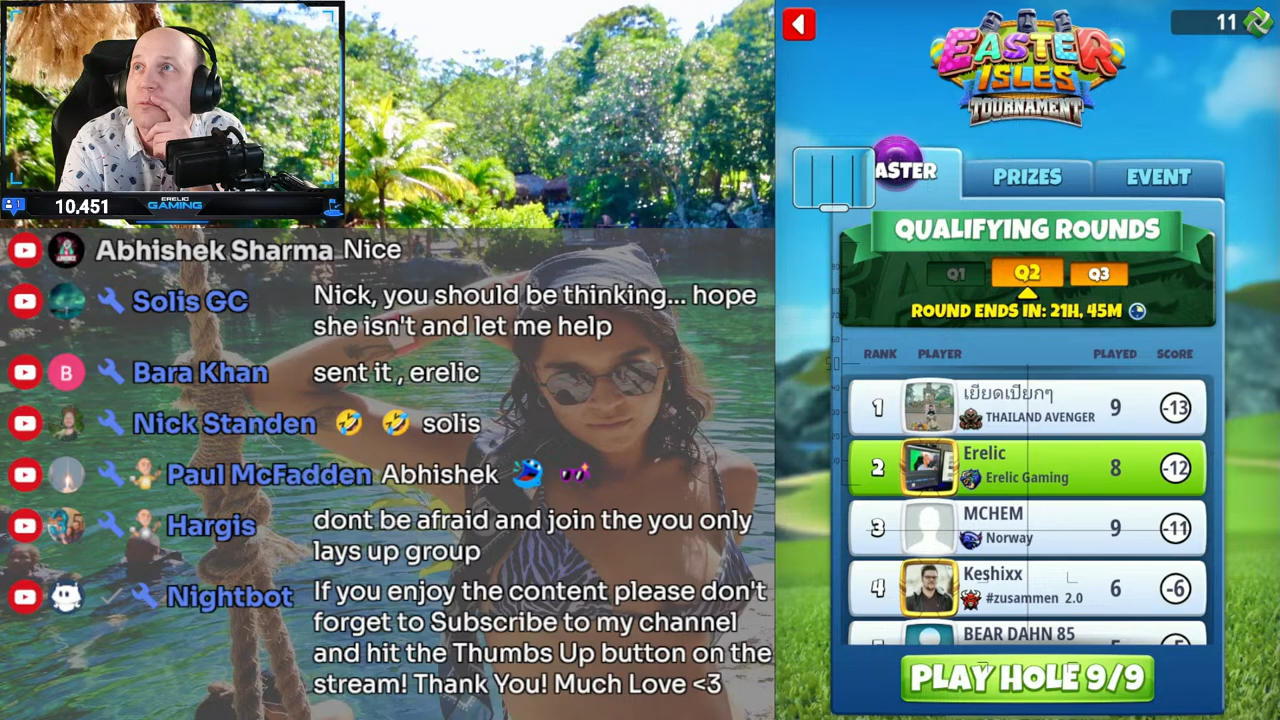 10,451
ERELIC
GAMING
Abhishek Sharma Nice
Solis GC Nick, you should be thinking... hope
she isn't and let me help
B Bara Khan sent it , erelic
Nick Standen 🤣 🤣 solis
Paul McFadden Abhishek
Hargis dont be afraid and join the you only
lays up group
Nightbot If you enjoy the content please don't
forget to Subscribe to my channel
and hit the Thumbs Up button on the
stream! Thank You! Much Love <3
11
EASTER
ISLES
TOURNAMENT
ASTER PRIZES EVENT
QUALIFYING ROUNDS
Q1 Q2 Q3
ROUND ENDS IN: 21H, 45M
RANK PLAYER PLAYED SCORE
1 เยียดเปียกๆ THAILAND AVENGER 9 -13
2 Erelic Erelic Gaming 8 -12
3 MCHEM Norway 9 -11
4 Keshixx #zusammen 2.0 6 -6
BEAR DAHN 85
PLAY HOLE 9/9